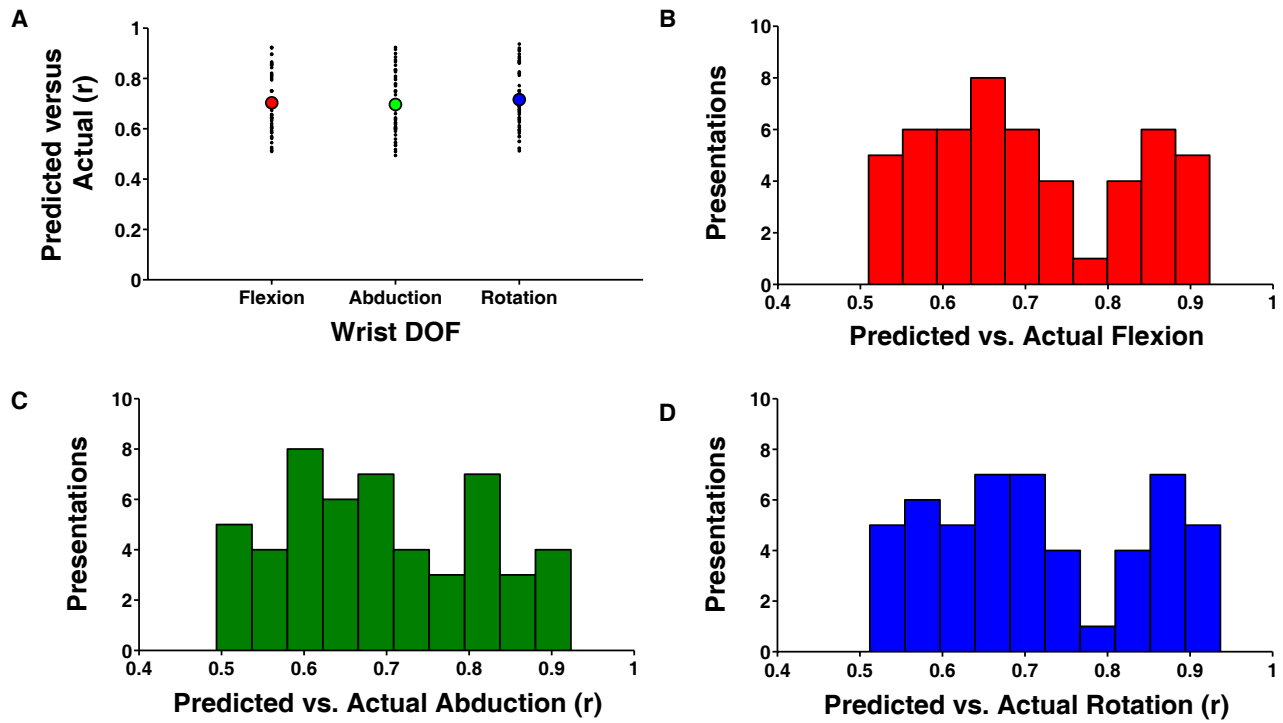 A
Predicted versus
Actual (r)
1
0.8
0.6
0.4
0.2
0
Flexion Abduction Rotation
Wrist DOF
B
Presentations
10
8
6
4
2
0
0.4 0.5 0.6 0.7 0.8 0.9 1
Predicted vs. Actual Flexion
C
Presentations
10
8
6
4
2
0
0.4 0.5 0.6 0.7 0.8 0.9 1
Predicted vs. Actual Abduction (r)
D
Presentations
10
8
6
4
2
0
0.4 0.5 0.6 0.7 0.8 0.9 1
Predicted vs. Actual Rotation (r)